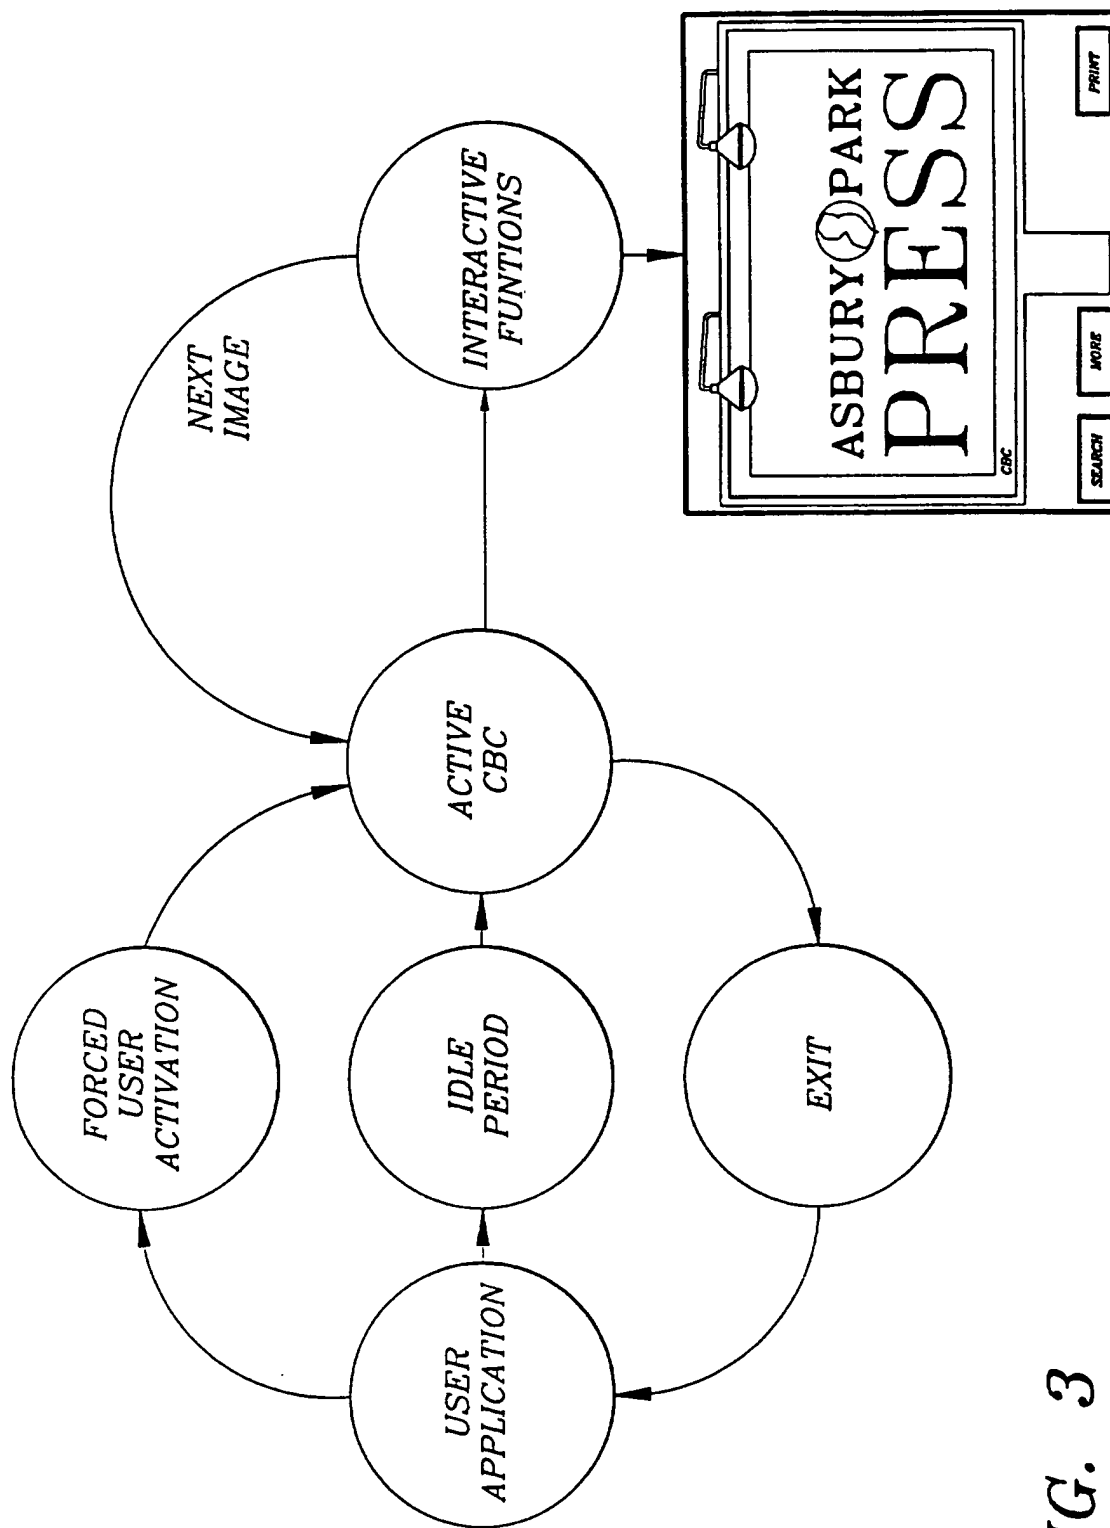 FORCED
USER
ACTIVATION
NEXT
IMAGE
USER
APPLICATION
IDLE
PERIOD
ACTIVE
CBC
INTERACTIVE
FUNTIONS
EXIT
ASBURY PARK
PRESS
CBC
SEARCH
MORE
PRINT
3